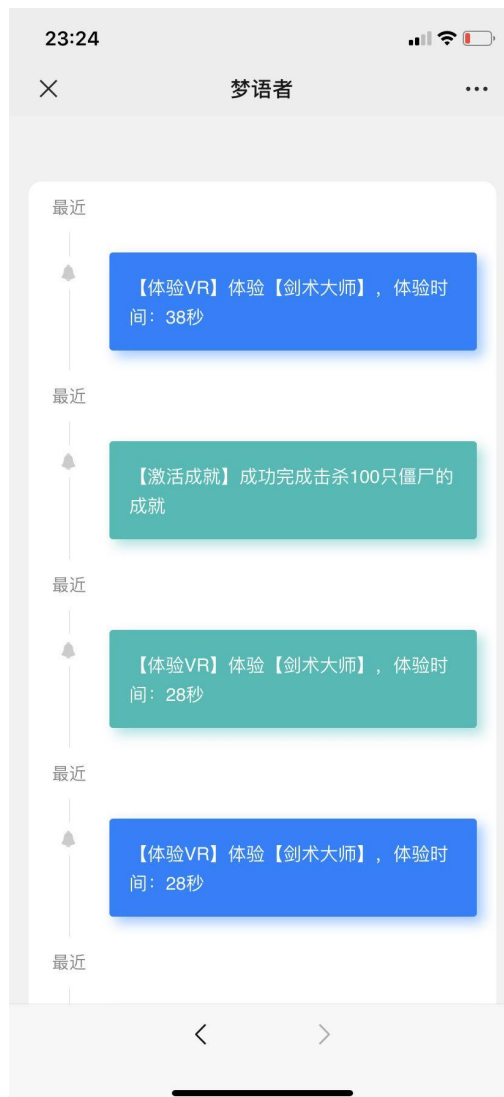 23:24
梦语者
最近
【体验VR】体验【剑术大师】，体验时
间：38秒
最近
【激活成就】成功完成击杀100只僵尸的
成就
最近
【体验VR】体验【剑术大师】，体验时
间：28秒
最近
【体验VR】体验【剑术大师】，体验时
间：28秒
最近